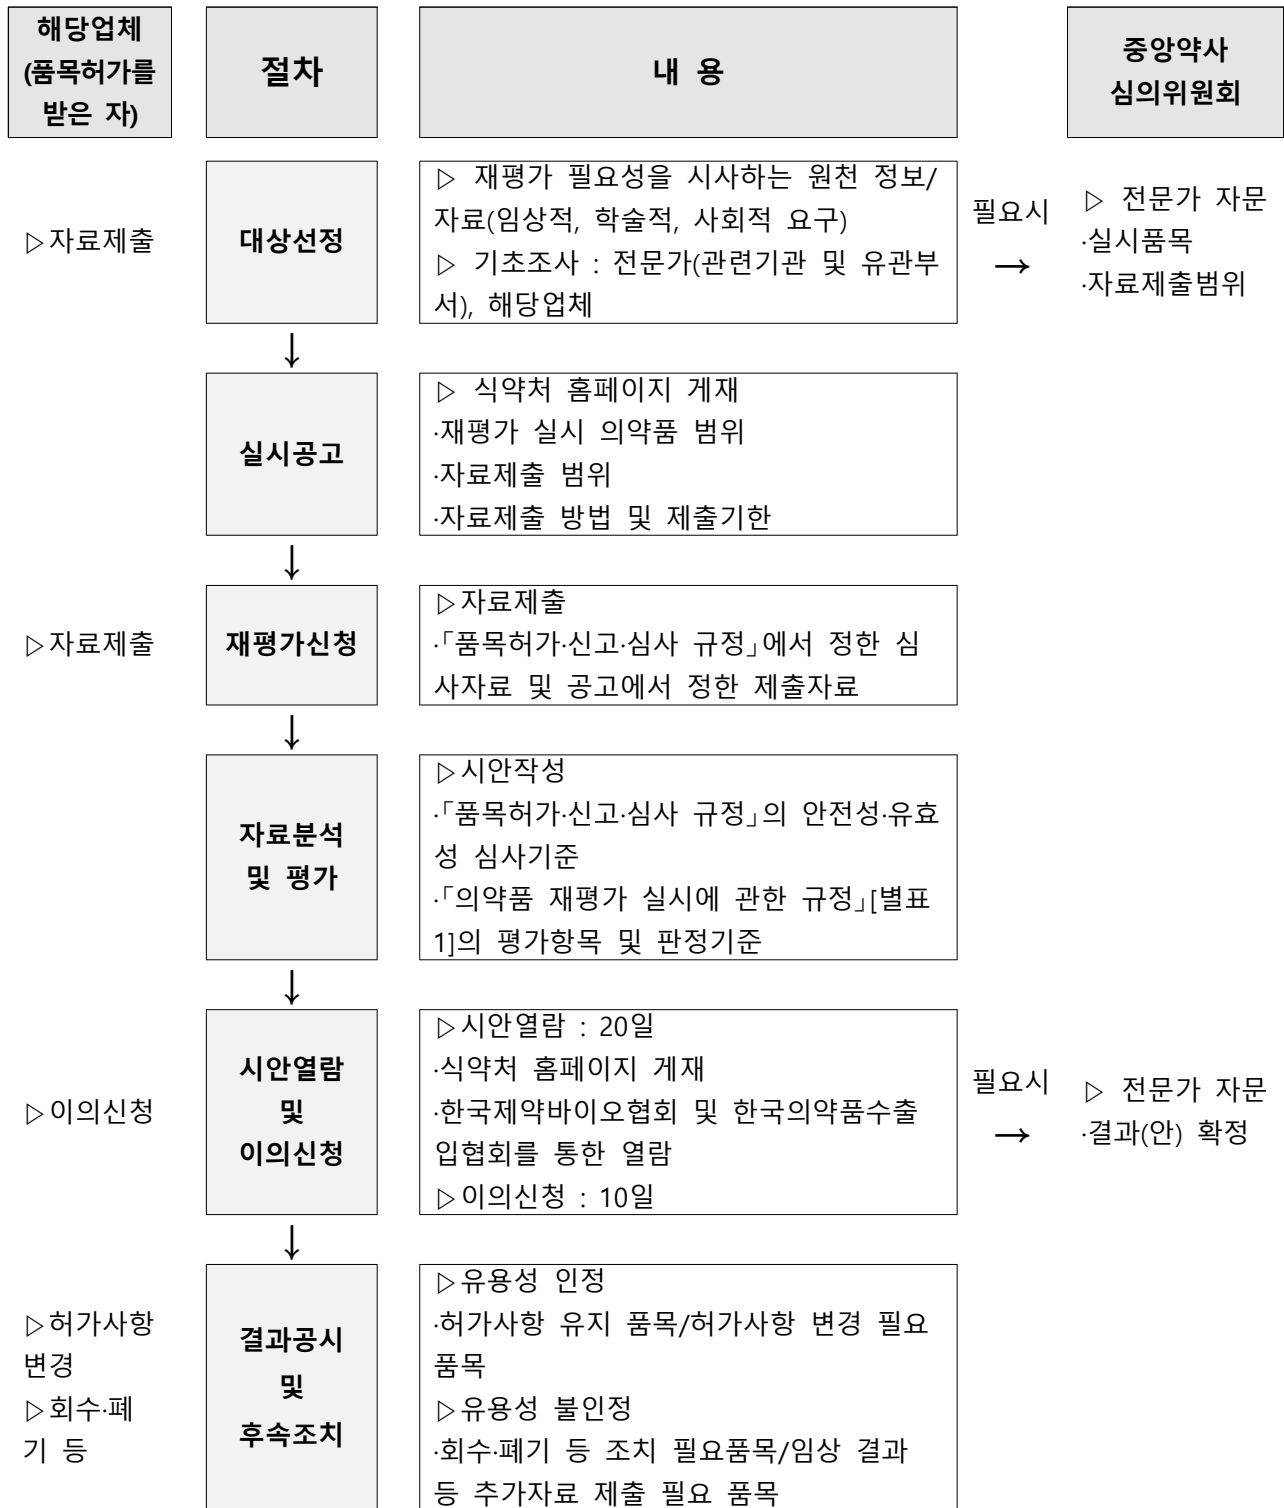 해당업체
(품목허가를
받은 자)
절차
내 용
중앙약사
심의위원회
▷자료제출
대상선정
▷ 재평가 필요성을 시사하는 원천 정보/
자료(임상적, 학술적, 사회적 요구)
▷ 기초조사 : 전문가(관련기관 및 유관부
서), 해당업체
필요시
→
▷ 전문가 자문
·실시품목
·자료제출범위
↓
실시공고
▷ 식약처 홈페이지 게재
·재평가 실시 의약품 범위
·자료제출 범위
·자료제출 방법 및 제출기한
↓
▷자료제출
재평가신청
▷자료제출
·「품목허가·신고·심사 규정」에서 정한 심
사자료 및 공고에서 정한 제출자료
↓
자료분석
및 평가
▷시안작성
·「품목허가·신고·심사 규정」의 안전성·유효
성 심사기준
·「의약품 재평가 실시에 관한 규정」[별표
1]의 평가항목 및 판정기준
↓
▷이의신청
시안열람
및
이의신청
▷시안열람 : 20일
·식약처 홈페이지 게재
·한국제약바이오협회 및 한국의약품수출
입협회를 통한 열람
▷이의신청 : 10일
필요시
→
▷ 전문가 자문
·결과(안) 확정
↓
▷허가사항
변경
▷회수·폐
기 등
결과공시
및
후속조치
▷유용성 인정
·허가사항 유지 품목/허가사항 변경 필요
품목
▷유용성 불인정
·회수·폐기 등 조치 필요품목/임상 결과
등 추가자료 제출 필요 품목